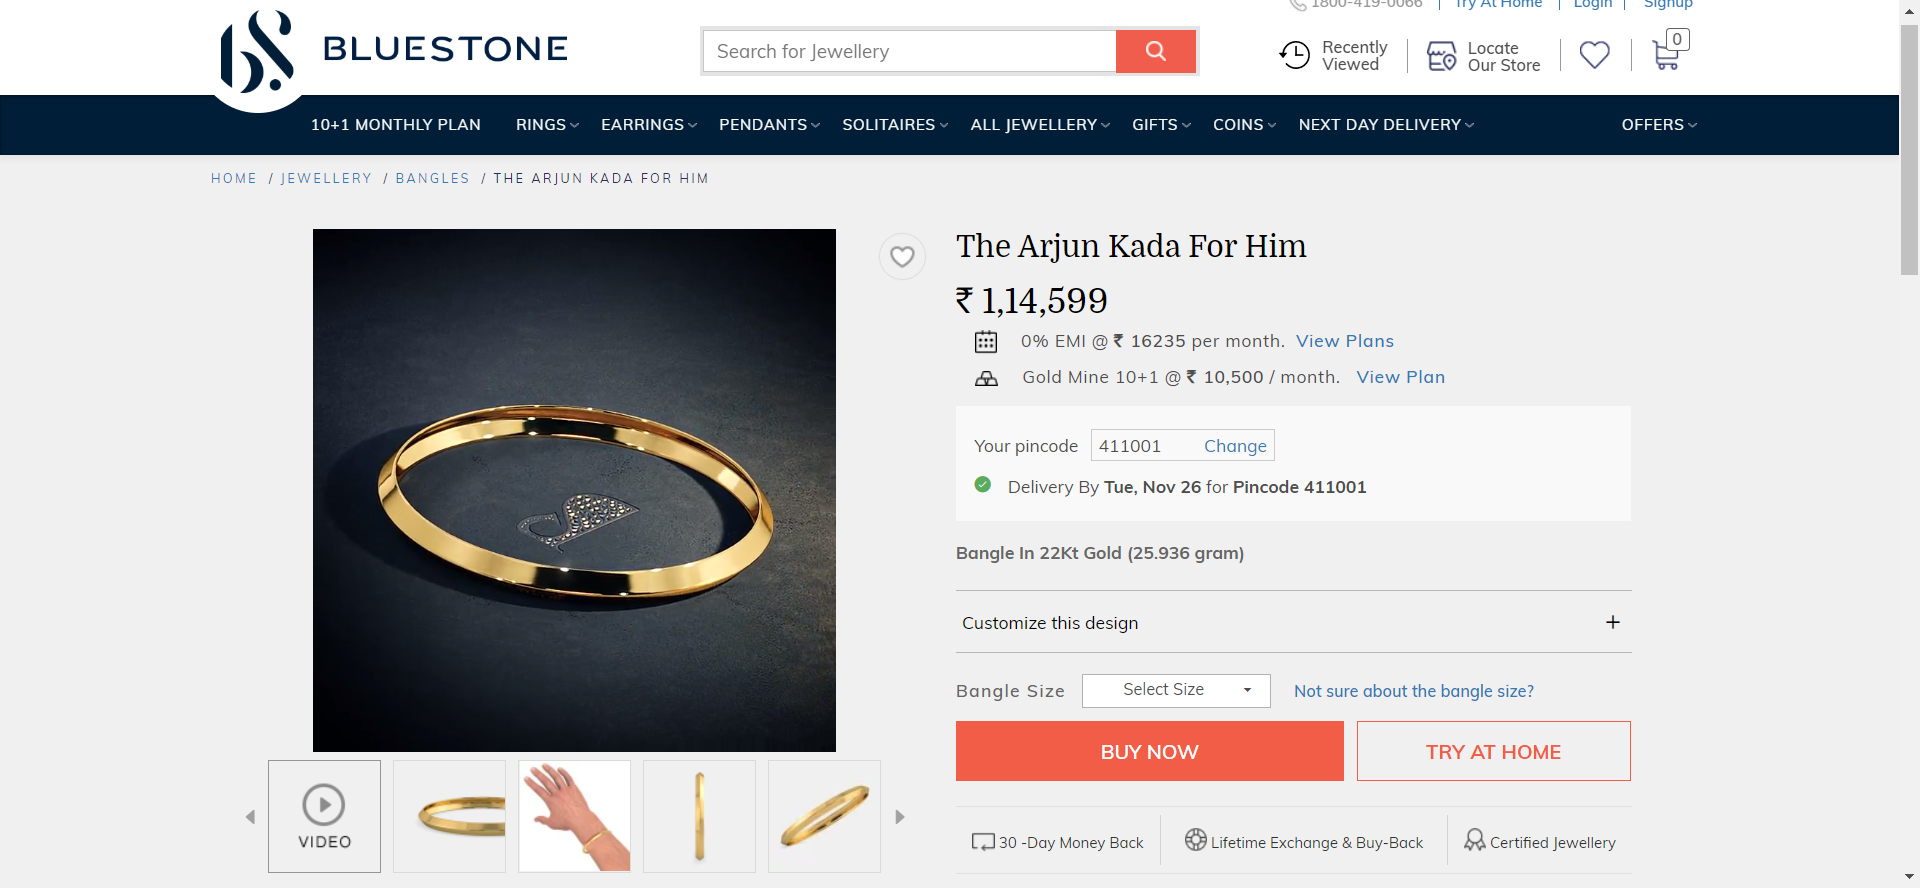 1800-419-0066 | Try At Home | Login | Signup
BLUESTONE
Search for Jewellery
Recently Viewed
Locate Our Store
0
10+1 MONTHLY PLAN RINGS EARRINGS PENDANTS SOLITAIRES ALL JEWELLERY GIFTS COINS NEXT DAY DELIVERY OFFERS
HOME / JEWELLERY / BANGLES / THE ARJUN KADA FOR HIM
The Arjun Kada For Him
₹ 1,14,599
0% EMI @ ₹ 16235 per month. View Plans
Gold Mine 10+1 @ ₹ 10,500 / month. View Plan
Your pincode 411001 Change
Delivery By Tue, Nov 26 for Pincode 411001
Bangle In 22Kt Gold (25.936 gram)
Customize this design +
Bangle Size Select Size Not sure about the bangle size?
BUY NOW TRY AT HOME
VIDEO
30 -Day Money Back Lifetime Exchange & Buy-Back Certified Jewellery